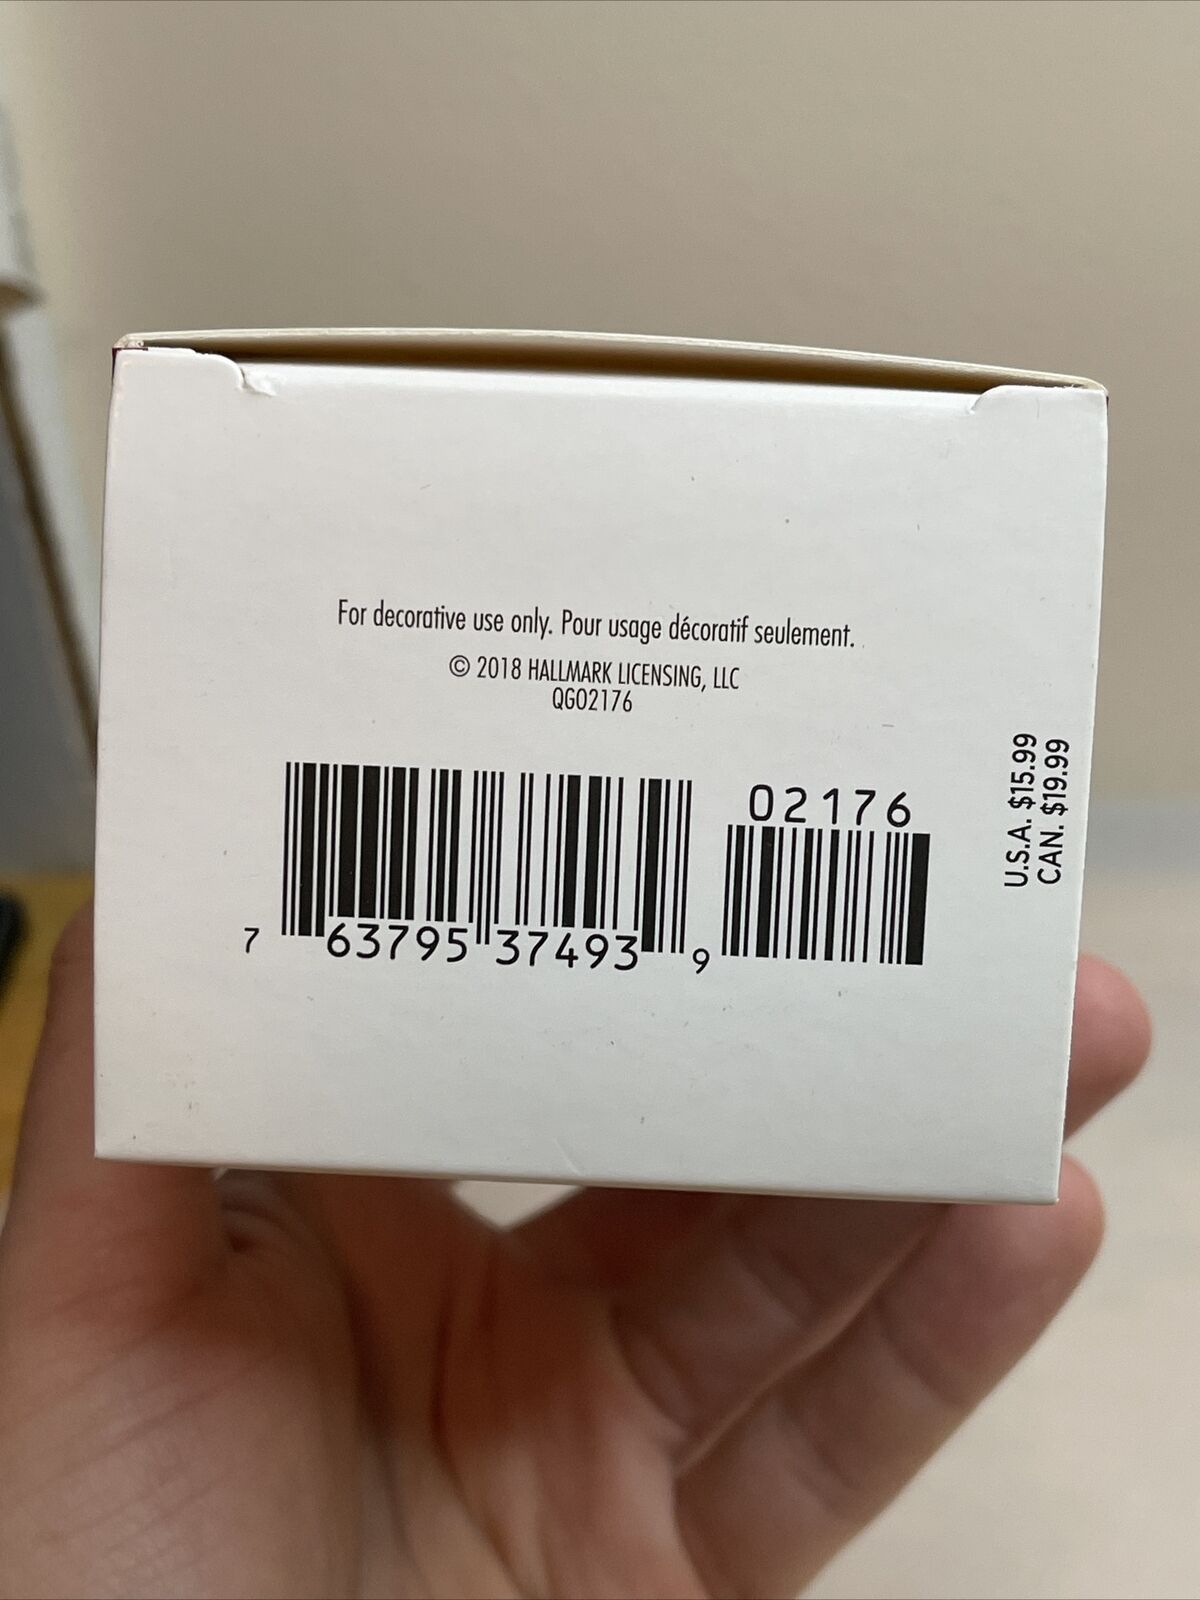 For decorative use only. Pour usage décoratif seulement.
© 2018 HALLMARK LICENSING, LLC
QGO2176
02176
7 63795 37493 9
U.S.A. $15.99
CAN. $19.99